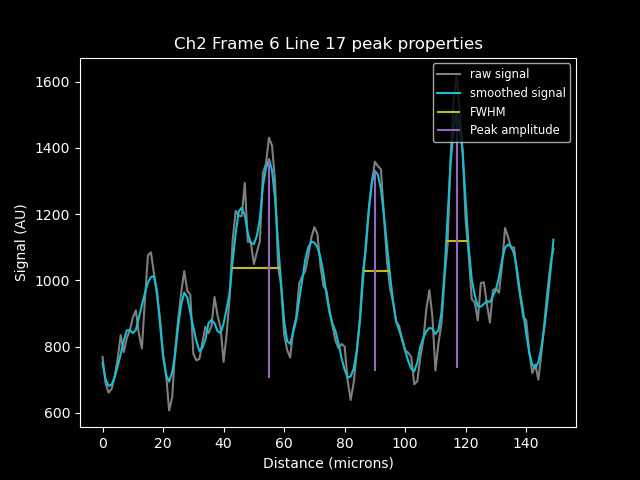 Ch2 Frame 6 Line 17 peak properties
raw signal
smoothed signal
FWHM
Peak amplitude
Signal (AU)
1600
1400
1200
1000
800
600
0 20 40 60 80 100 120 140
Distance (microns)